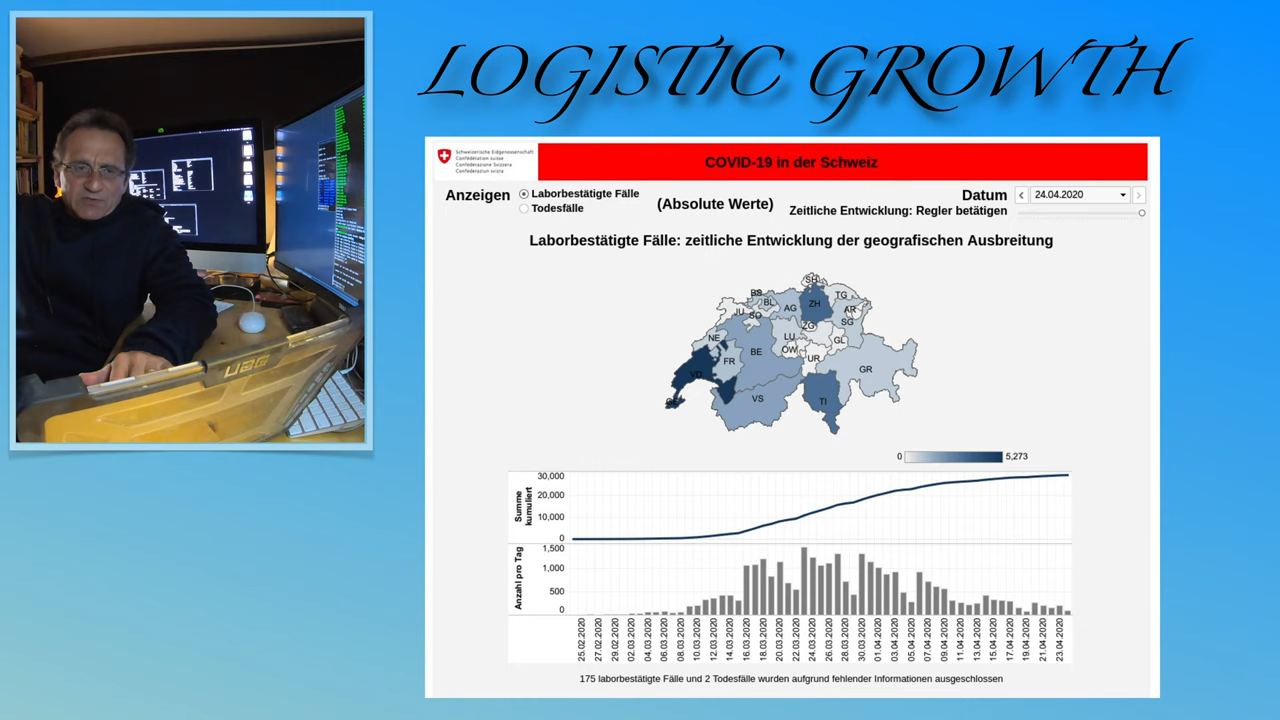 LOGISTIC GROWTH
Schweizerische Eidgenossenschaft
Confédération suisse
Confederazione Svizzera
Confederaziun svizra
COVID-19 in der Schweiz
Anzeigen
Laborbestätigte Fälle
Todesfälle
(Absolute Werte)
Datum
24.04.2020
Zeitliche Entwicklung: Regler betätigen
Laborbestätigte Fälle: zeitliche Entwicklung der geografischen Ausbreitung
SH
BS
BL
AG
ZH
TG
JU
SO
AR
SG
ZG
NE
LU
GL
BE
OW
FR
UR
GR
VD
VS
TI
0
5,273
Summe
kumuliert
30,000
20,000
10,000
0
Anzahl pro Tag
1,500
1,000
500
0
25.02.2020
27.02.2020
29.02.2020
02.03.2020
04.03.2020
06.03.2020
08.03.2020
10.03.2020
12.03.2020
14.03.2020
16.03.2020
18.03.2020
20.03.2020
22.03.2020
24.03.2020
26.03.2020
28.03.2020
30.03.2020
01.04.2020
03.04.2020
05.04.2020
07.04.2020
09.04.2020
11.04.2020
13.04.2020
15.04.2020
17.04.2020
19.04.2020
21.04.2020
23.04.2020
175 laborbestätigte Fälle und 2 Todesfälle wurden aufgrund fehlender Informationen ausgeschlossen
UAG